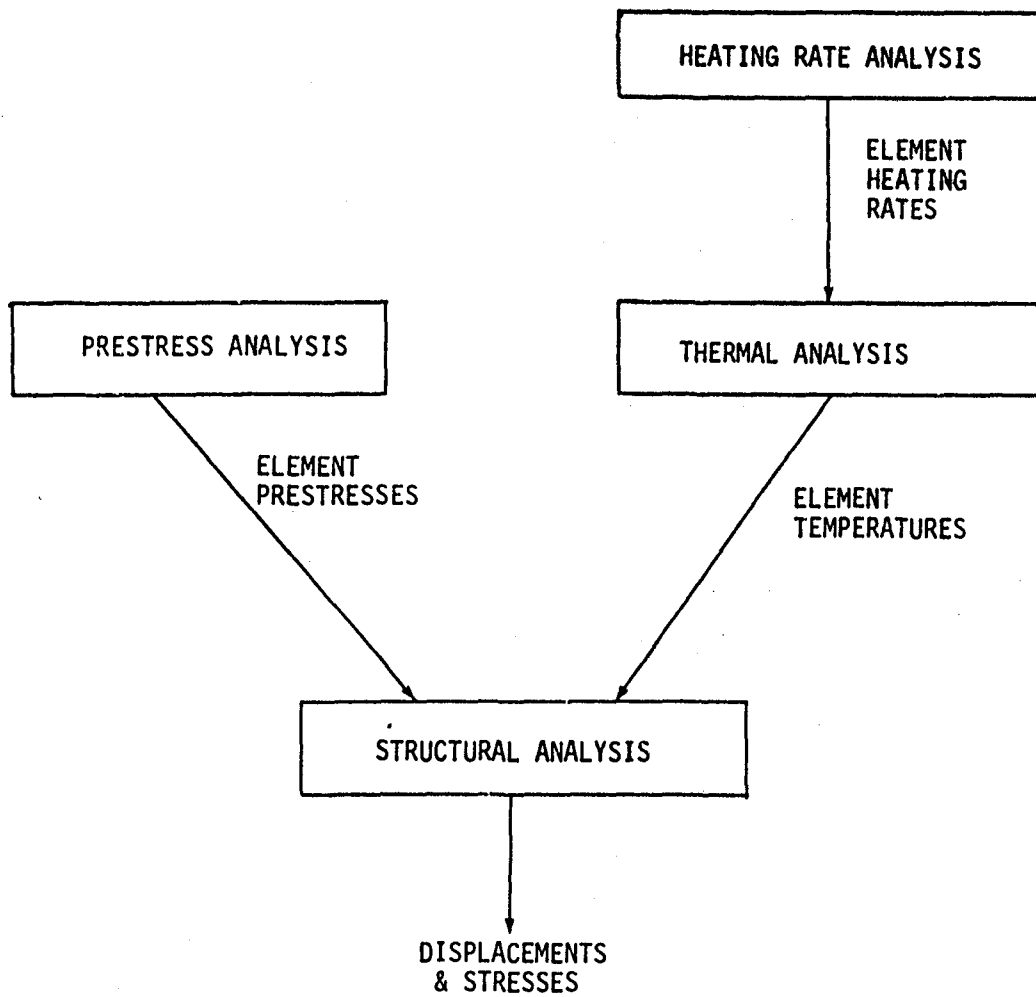 HEATING RATE ANALYSIS
ELEMENT
HEATING
RATES
PRESTRESS ANALYSIS
THERMAL ANALYSIS
ELEMENT
PRESTRESSES
ELEMENT
TEMPERATURES
STRUCTURAL ANALYSIS
DISPLACEMENTS
& STRESSES